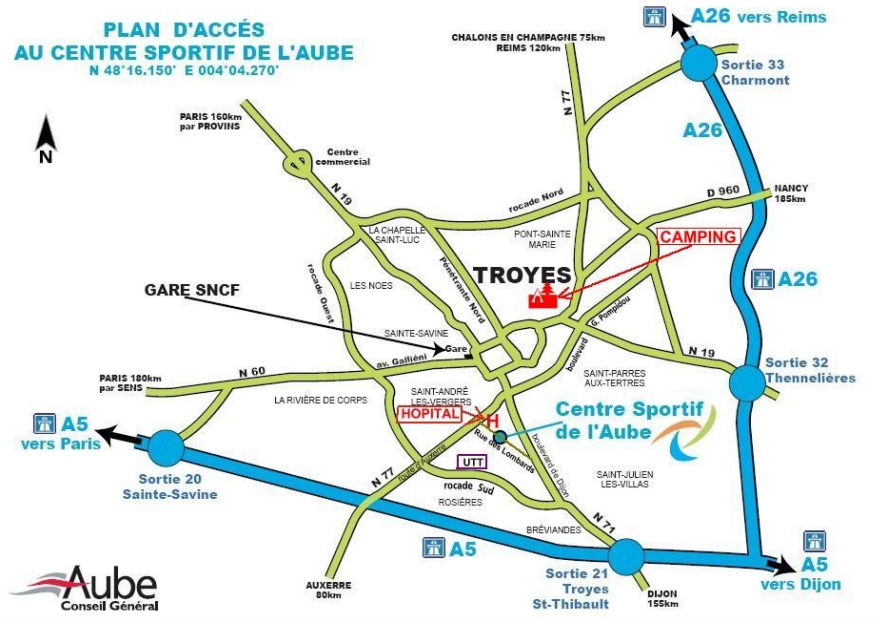 PLAN D'ACCÉS
AU CENTRE SPORTIF DE L'AUBE
N 48°16.150' E 004°04.270'
A26 vers Reims
CHALONS EN CHAMPAGNE 75km
REIMS 120km
Sortie 33
Charmont
N 77
A26
PARIS 160km
par PROVINS
N
Centre
commercial
N 19
rocade Nord
D 960
NANCY
185km
LA CHAPELLE
SAINT-LUC
PONT-SAINTE
MARIE
CAMPING
rocade Ouest
LES NOES
Pénétrante Nord
TROYES
A26
GARE SNCF
SAINTE-SAVINE
Gare
boulevard G. Pompidou
N 19
av. Galliéni
N 60
PARIS 180km
par SENS
SAINT-PARRES
AUX-TERTRES
Sortie 32
Thennelières
LA RIVIÈRE DE CORPS
SAINT-ANDRÉ
LES-VERGERS
HOPITAL
H
Centre Sportif
de l'Aube
A5
vers Paris
Rue des Lombards
boulevard de Dijon
route d'Auxerre
UTT
Sortie 20
Sainte-Savine
N 77
rocade Sud
ROSIÈRES
SAINT-JULIEN
LES-VILLAS
BRÉVIANDES
N 71
A5
A5
vers Dijon
Sortie 21
Troyes
St-Thibault
AUXERRE
80km
DIJON
155km
Aube
Conseil Général